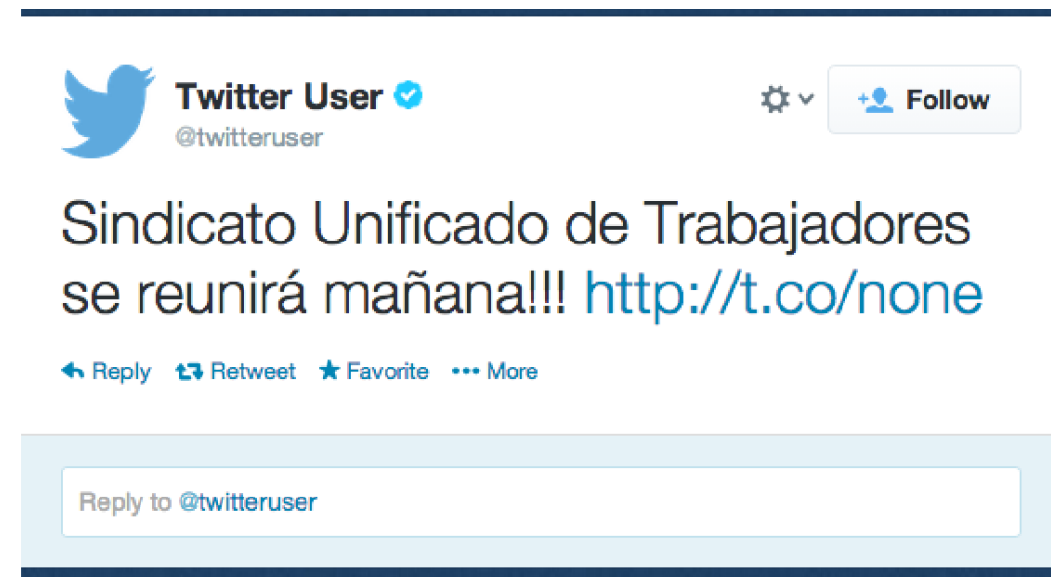 Twitter User
@twitteruser
Follow
Sindicato Unificado de Trabajadores
se reunirá mañana!!! http://t.co/none
Reply Retweet Favorite More
Reply to @twitteruser